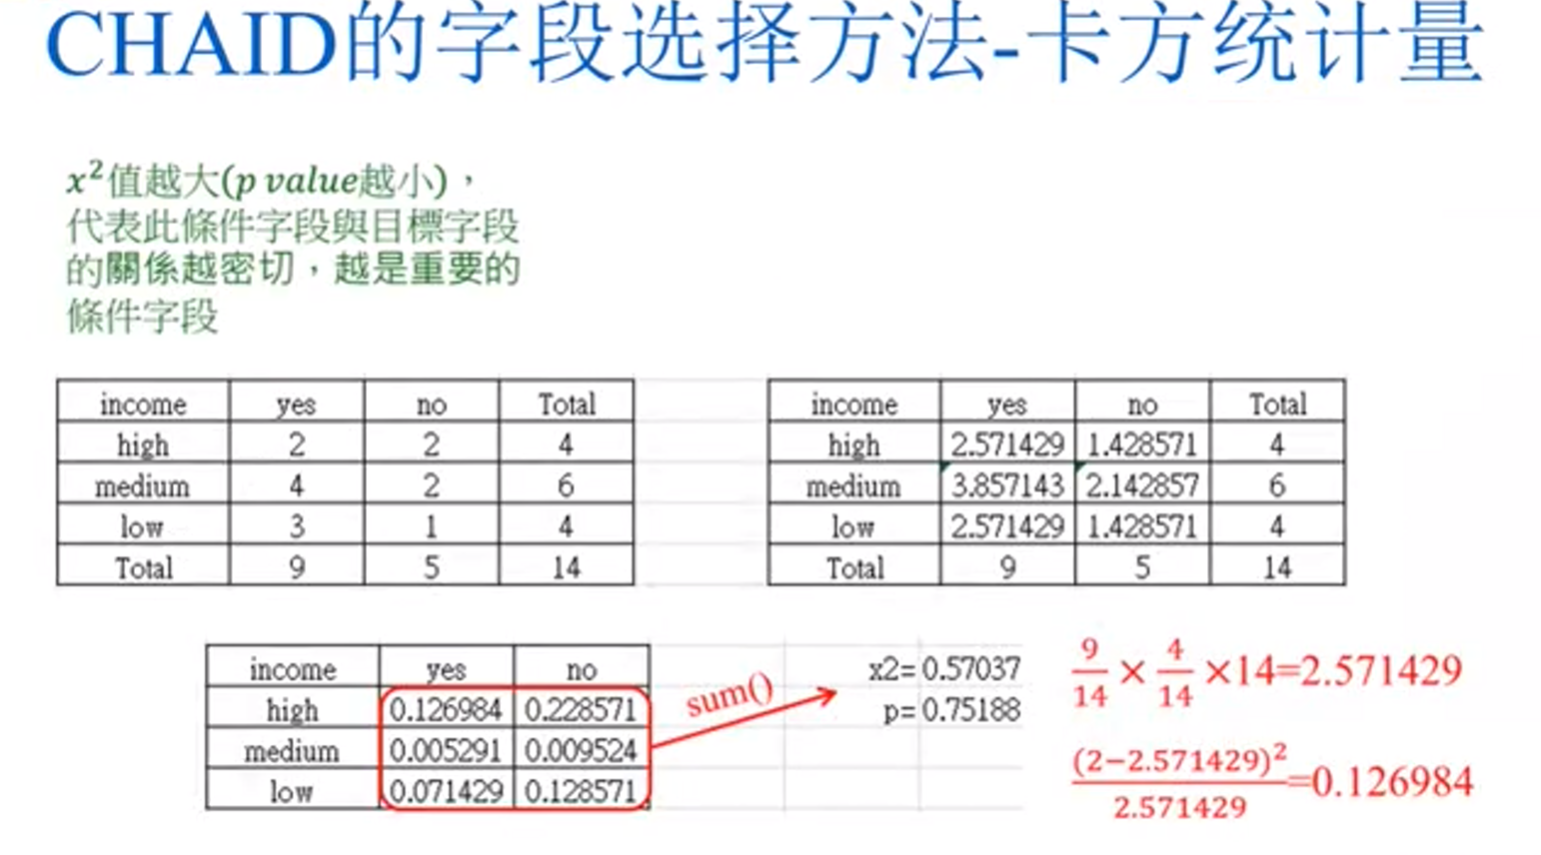 CHAID的字段选择方法-卡方统计量
x²值越大(p value越小)，
代表此條件字段與目標字段
的關係越密切，越是重要的
條件字段
income yes no Total
high 2 2 4
medium 4 2 6
low 3 1 4
Total 9 5 14
income yes no Total
high 2.571429 1.428571 4
medium 3.857143 2.142857 6
low 2.571429 1.428571 4
Total 9 5 14
income yes no
high 0.126984 0.228571
medium 0.005291 0.009524
low 0.071429 0.128571
sum()
x2= 0.57037
p= 0.75188
9/14 × 4/14 ×14=2.571429
(2−2.571429)²/2.571429=0.126984